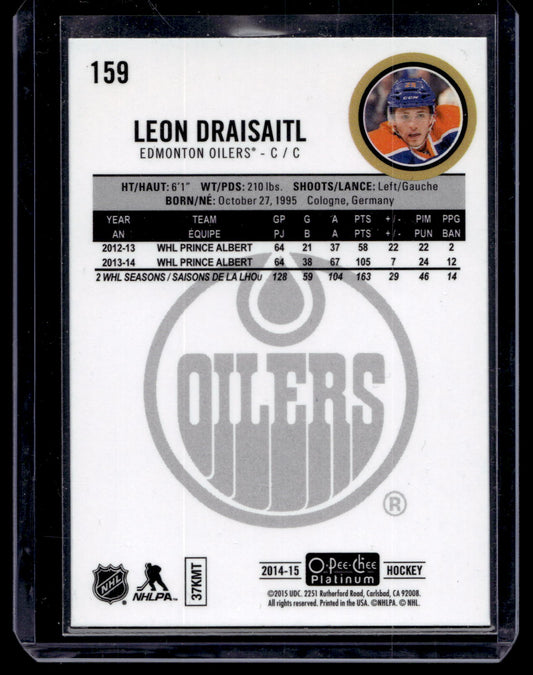 159
LEON DRAISAITL
EDMONTON OILERS® - C / C
HT/HAUT: 6'1" WT/PDS: 210 lbs. SHOOTS/LANCE: Left/Gauche
BORN/NÉ: October 27, 1995 Cologne, Germany
YEAR TEAM GP G A PTS +/- PIM PPG
AN ÉQUIPE PJ B A PTS +/- PUN BAN
2012-13 WHL PRINCE ALBERT 64 21 37 58 22 22 2
2013-14 WHL PRINCE ALBERT 64 38 67 105 7 24 12
2 WHL SEASONS / SAISONS DE LA LHOu 128 59 104 163 29 46 14
OILERS
®
NHL NHLPA™ 37KMT
2014-15 O-Pee-Chee Platinum HOCKEY
©2015 UDC. 2251 Rutherford Road, Carlsbad, CA 92008.
All rights reserved. Printed in the USA. ©NHLPA. © NHL.